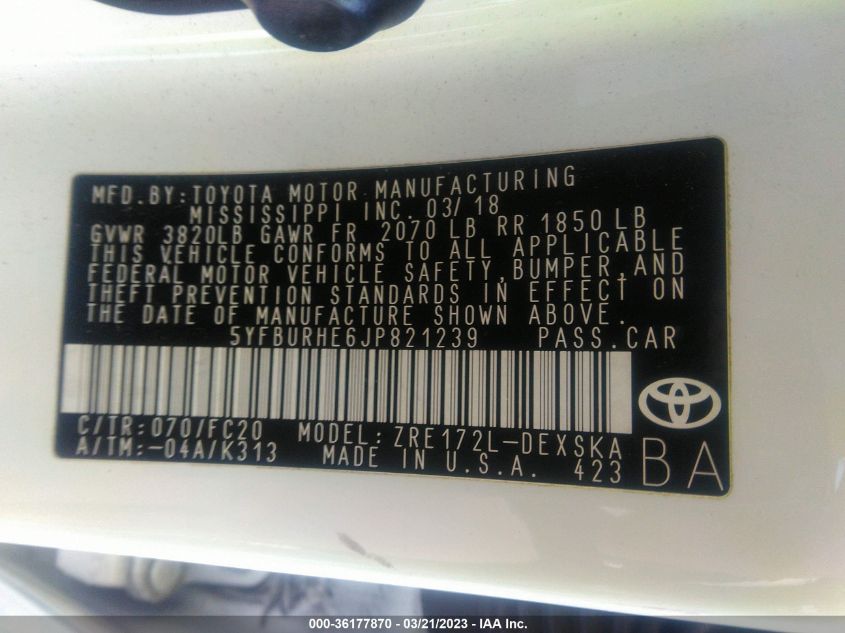 MFD. BY: TOYOTA MOTOR MANUFACTURING
MISSISSIPPI INC. 03/18
GVWR 3820LB GAWR FR 2070 LB RR 1850 LB
THIS VEHICLE CONFORMS TO ALL APPLICABLE
FEDERAL MOTOR VEHICLE SAFETY, BUMPER, AND
THEFT PREVENTION STANDARDS IN EFFECT ON
THE DATE OF MANUFACTURE SHOWN ABOVE.
5YFBURHE6JP821239 PASS. CAR
C/TR: 070/FC20 MODEL: ZRE172L-DEXSKA
A/TM: -04A/K313 MADE IN U.S.A. 423
BA
000-36177870 - 03/21/2023 - IAA Inc.